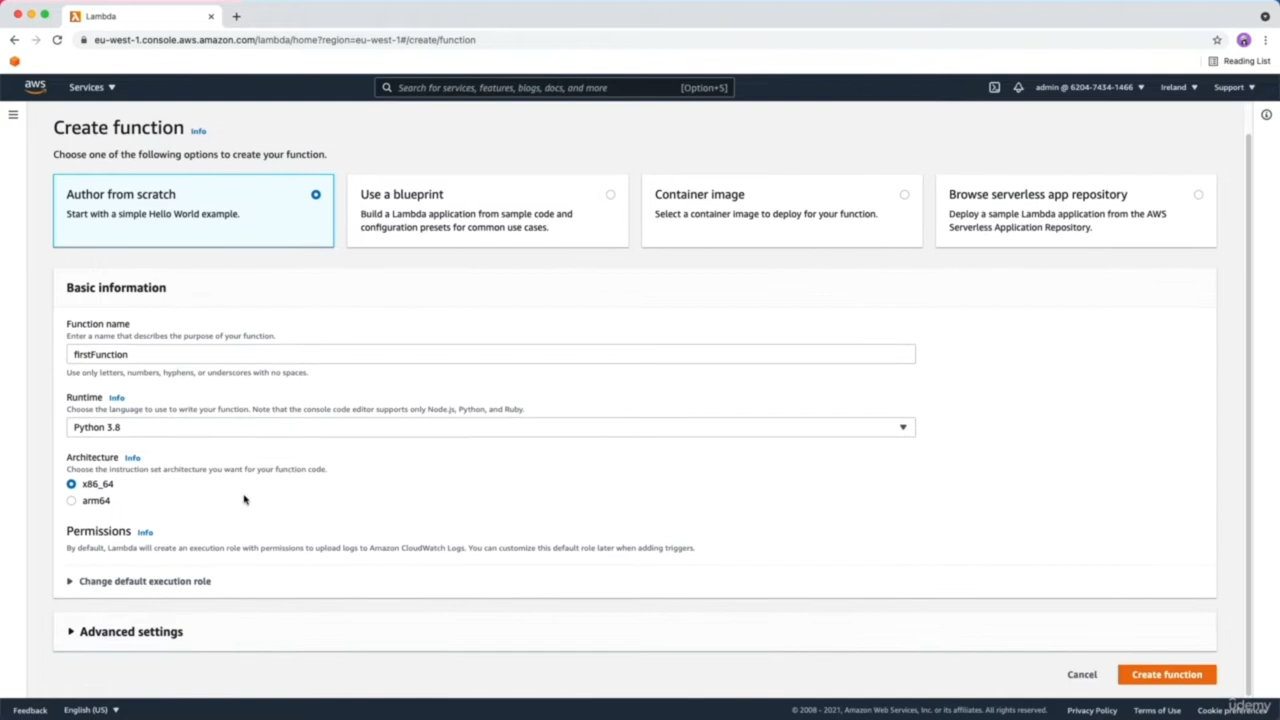 Lambda
eu-west-1.console.aws.amazon.com/lambda/home?region=eu-west-1#/create/function
Reading List
aws Services Search for services, features, blogs, docs, and more [Option+S] admin @ 6204-7434-1466 Ireland Support
Create function Info
Choose one of the following options to create your function.
Author from scratch
Start with a simple Hello World example.
Use a blueprint
Build a Lambda application from sample code and
configuration presets for common use cases.
Container image
Select a container image to deploy for your function.
Browse serverless app repository
Deploy a sample Lambda application from the AWS
Serverless Application Repository.
Basic information
Function name
Enter a name that describes the purpose of your function.
firstFunction
Use only letters, numbers, hyphens, or underscores with no spaces.
Runtime Info
Choose the language to use to write your function. Note that the console code editor supports only Node.js, Python, and Ruby.
Python 3.8
Architecture Info
Choose the instruction set architecture you want for your function code.
x86_64
arm64
Permissions Info
By default, Lambda will create an execution role with permissions to upload logs to Amazon CloudWatch Logs. You can customize this default role later when adding triggers.
Change default execution role
Advanced settings
Cancel Create function
Feedback English (US) © 2008 - 2021, Amazon Web Services, Inc. or its affiliates. All rights reserved. Privacy Policy Terms of Use Cookie preferences
udemy